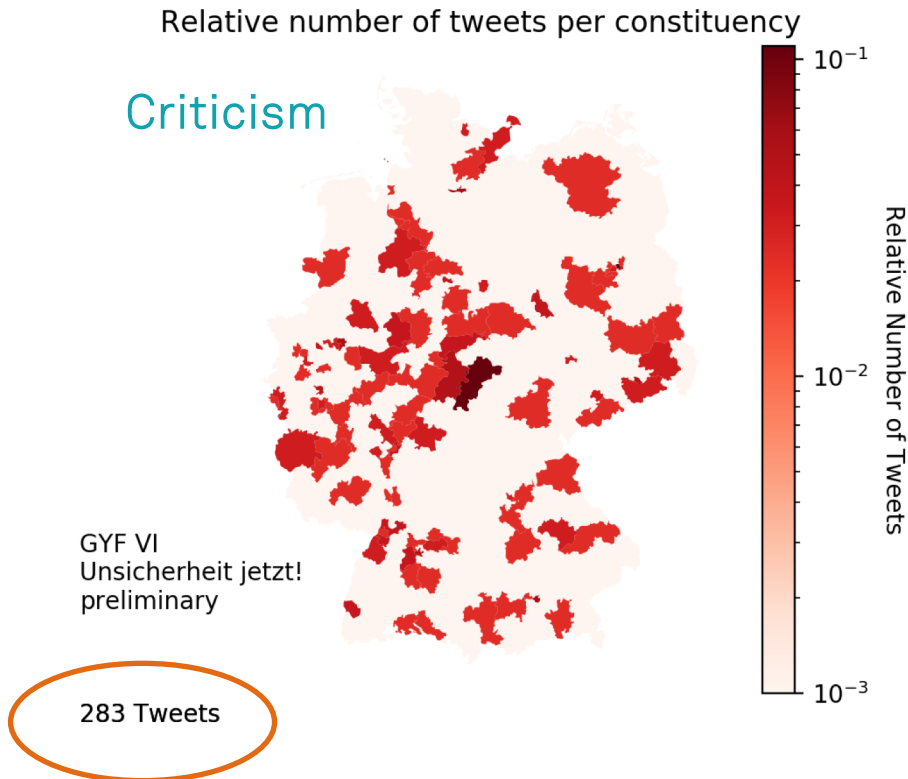 Relative number of tweets per constituency
Criticism
10⁻¹
10⁻²
10⁻³
Relative Number of Tweets
GYF VI
Unsicherheit jetzt!
preliminary
283 Tweets